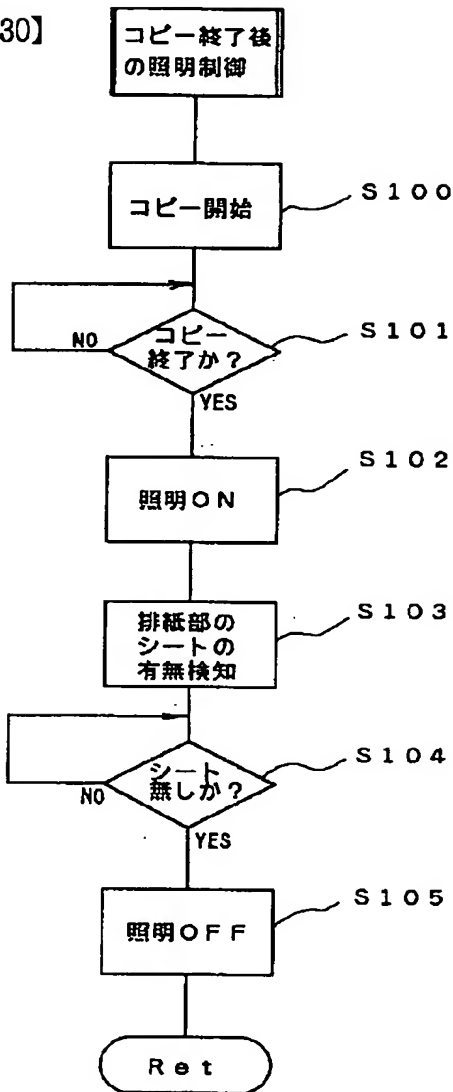 30】
コピー終了後
の照明制御
コピー開始
S100
コピー
終了か？
S101
NO
YES
S102
照明ON
S103
排紙部の
シートの
有無検知
シート
無しか？
S104
NO
YES
S105
照明OFF
Ret